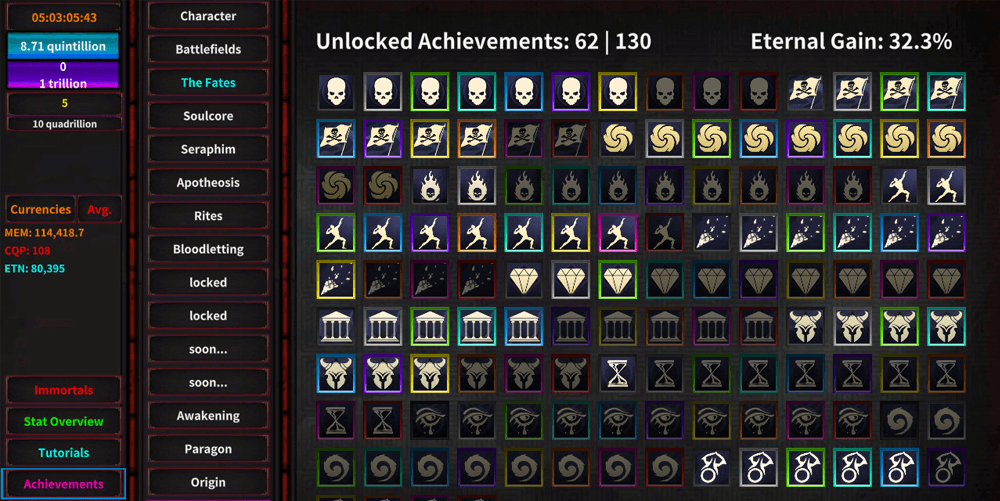 05:03:05:43
8.71 quintillion
0
1 trillion
5
10 quadrillion
Currencies
Avg.
MEM: 114,418.7
CQP: 108
ETN: 80,395
Immortals
Stat Overview
Tutorials
Achievements
Character
Battlefields
The Fates
Soulcore
Seraphim
Apotheosis
Rites
Bloodletting
locked
locked
soon...
soon...
Awakening
Paragon
Origin
Unlocked Achievements: 62 | 130
Eternal Gain: 32.3%